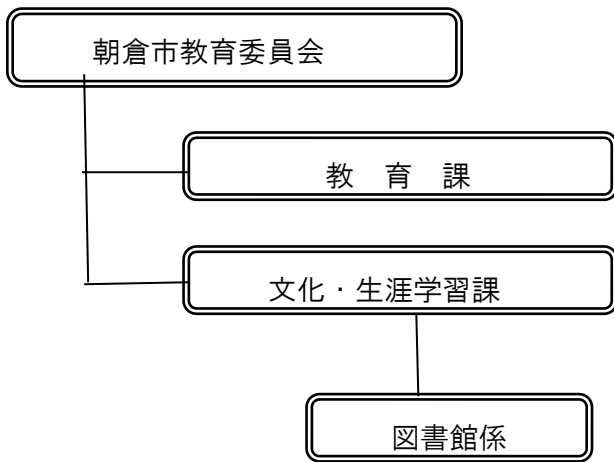 朝倉市教育委員会
教　育　課
文化・生涯学習課
図書館係